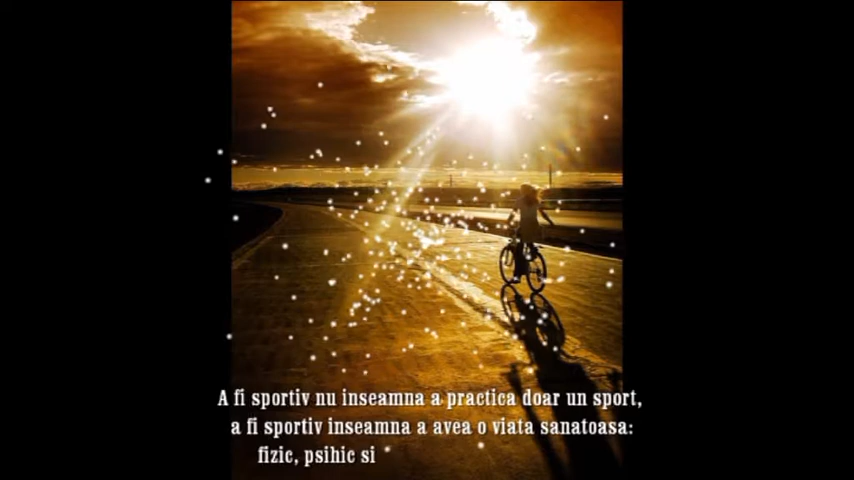 A fi sportiv nu inseamna a practica doar un sport,
a fi sportiv inseamna a avea o viata sanatoasa:
fizic, psihic si